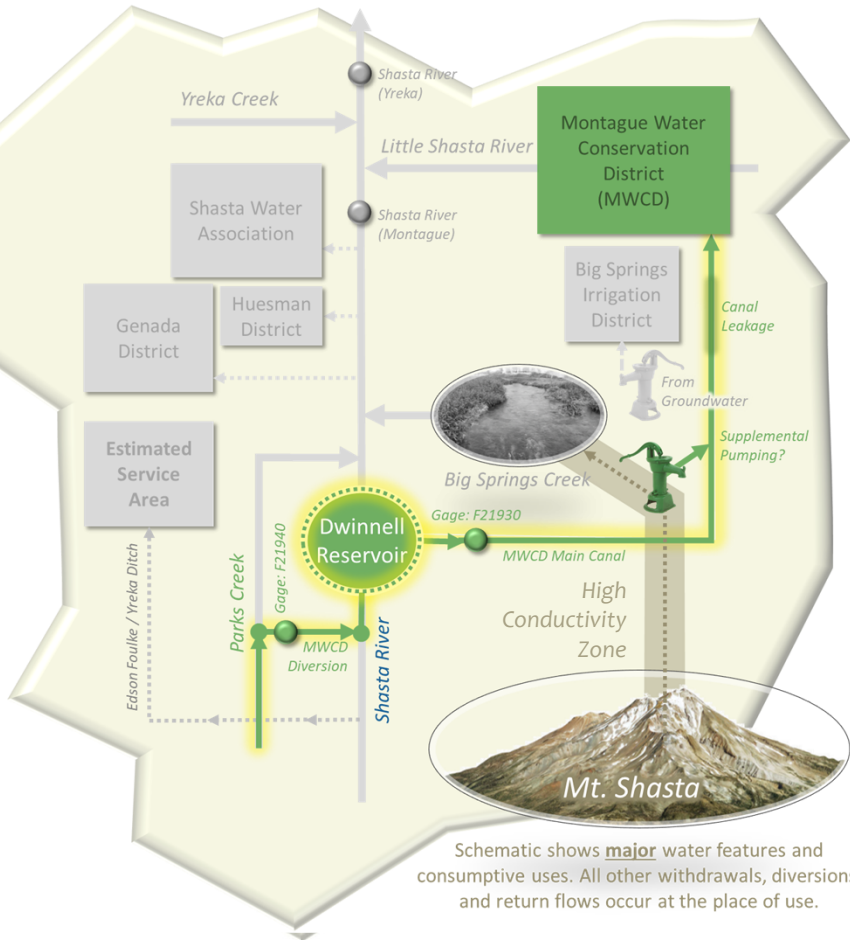 Shasta River
(Yreka)
Yreka Creek
Little Shasta River
Montague Water
Conservation
District
(MWCD)
Shasta Water
Association
Shasta River
(Montague)
Big Springs
Irrigation
District
Huesman
District
Genada
District
Canal
Leakage
From
Groundwater
Estimated
Service
Area
Supplemental
Pumping?
Big Springs Creek
Gage: F21930
Dwinnell
Reservoir
MWCD Main Canal
Gage: F21940
Parks Creek
Edson Foulke / Yreka Ditch
MWCD
Diversion
Shasta River
High
Conductivity
Zone
Mt. Shasta
Schematic shows major water features and
consumptive uses. All other withdrawals, diversion
and return flows occur at the place of use.